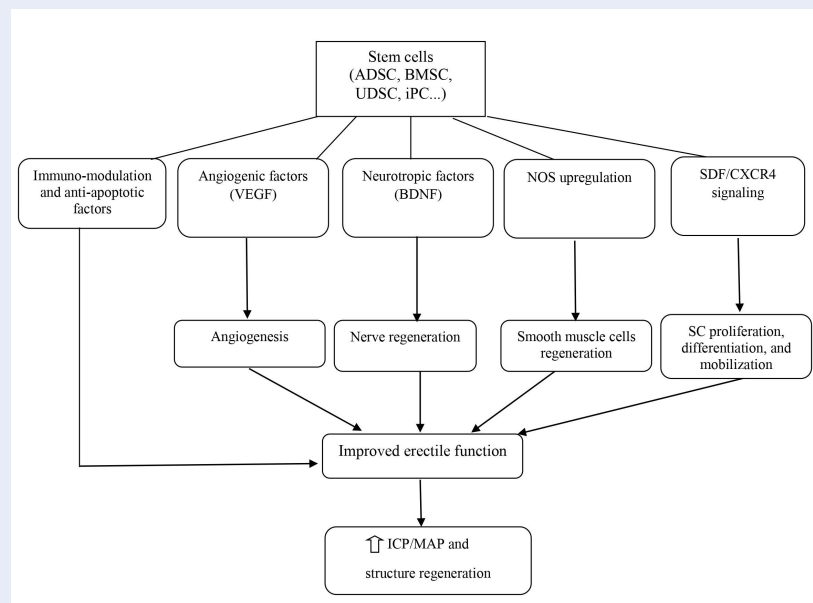 Stem cells
(ADSC, BMSC,
UDSC, iPC...)
Immuno-modulation
and anti-apoptotic
factors
Angiogenic factors
(VEGF)
Neurotropic factors
(BDNF)
NOS upregulation
SDF/CXCR4
signaling
Angiogenesis
Nerve regeneration
Smooth muscle cells
regeneration
SC proliferation,
differentiation, and
mobilization
Improved erectile function
⇧ ICP/MAP and
structure regeneration